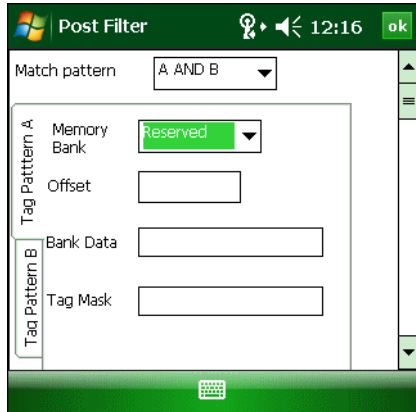 Post Filter 12:16 ok
Match pattern A AND B
Tag Patttern A
Memory Bank Reserved
Offset
Bank Data
Tag Pattern B
Tag Mask